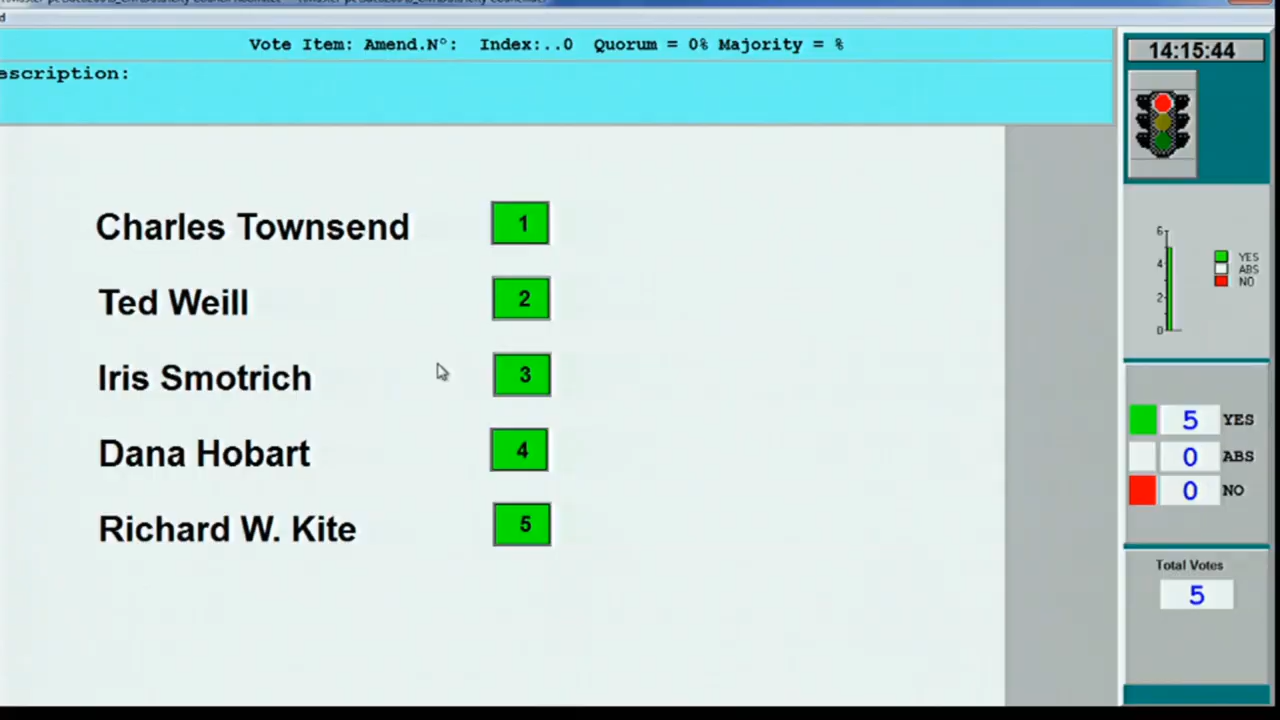 Vote Item: Amend.N°: Index:..0 Quorum = 0% Majority = %
14:15:44
escription:
Charles Townsend 1
Ted Weill 2
Iris Smotrich 3
Dana Hobart 4
Richard W. Kite 5
6
4
2
0
YES
ABS
NO
5 YES
0 ABS
0 NO
Total Votes
5